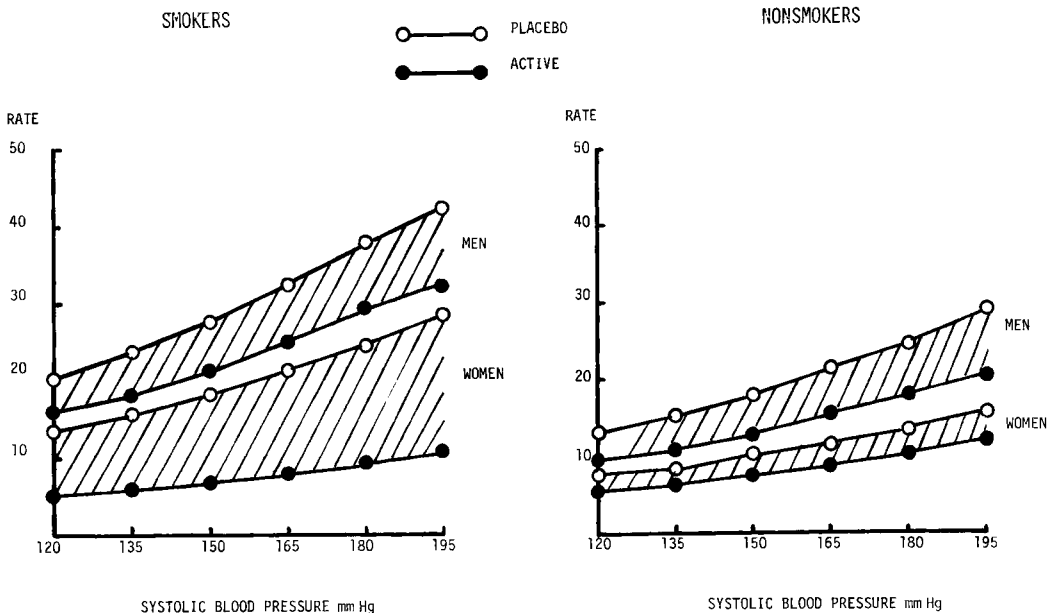 SMOKERS
PLACEBO
ACTIVE
NONSMOKERS
RATE
50
40
30
20
10
MEN
WOMEN
120 135 150 165 180 195
SYSTOLIC BLOOD PRESSURE mm Hg
RATE
50
40
30
20
10
MEN
WOMEN
120 135 150 165 180 195
SYSTOLIC BLOOD PRESSURE mm Hg